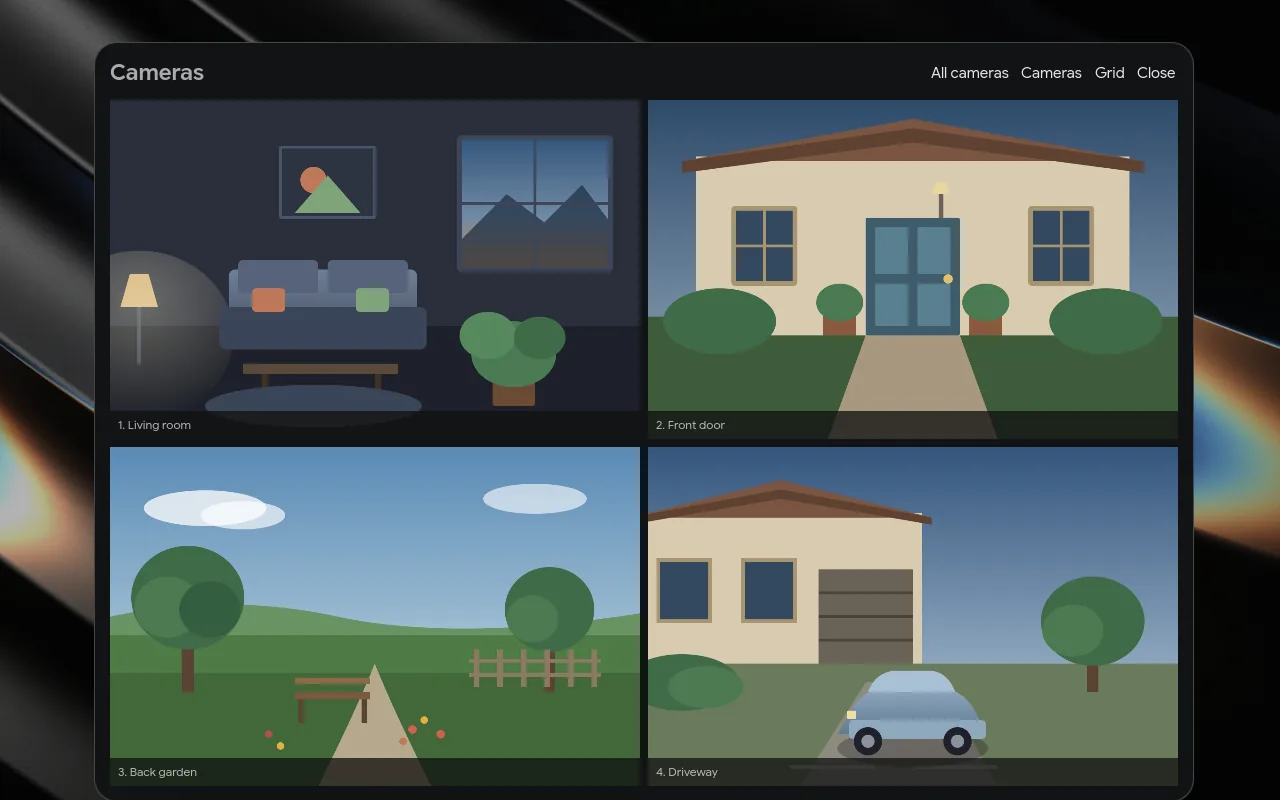 Cameras
All cameras Cameras Grid Close
1. Living room
2. Front door
3. Back garden
4. Driveway